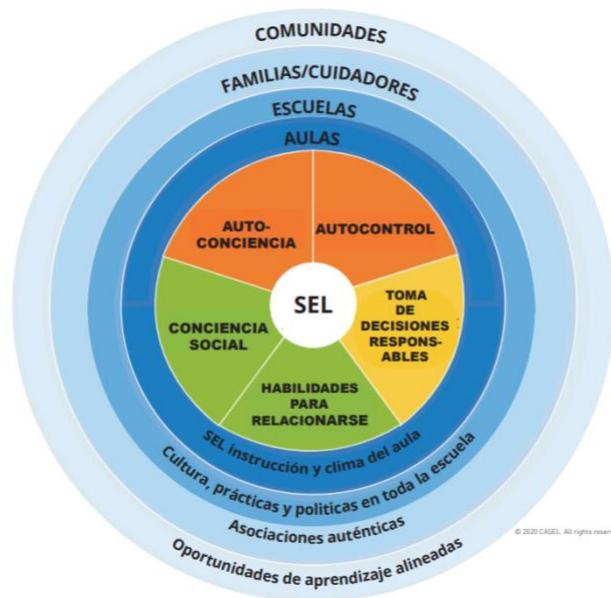 COMUNIDADES
FAMILIAS/CUIDADORES
ESCUELAS
AULAS
AUTO-
CONCIENCIA
AUTOCONTROL
SEL
TOMA
DE
DECISIONES
RESPONS-
ABLES
CONCIENCIA
SOCIAL
HABILIDADES
PARA
RELACIONARSE
SEL instrucción y clima del aula
Cultura, prácticas y politicas en toda la escuela
Asociaciones auténticas
Oportunidades de aprendizaje alineadas
© 2020 CASEL. All rights reser